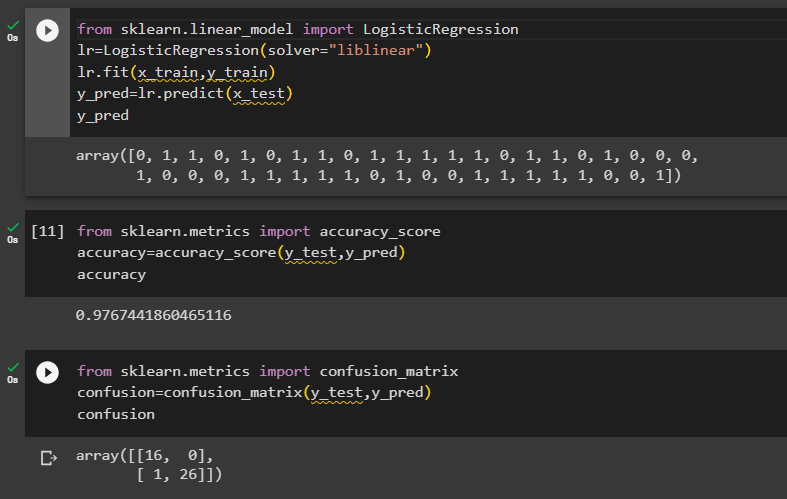 0s
from sklearn.linear_model import LogisticRegression
lr=LogisticRegression(solver="liblinear")
lr.fit(x_train,y_train)
y_pred=lr.predict(x_test)
y_pred
array([0, 1, 1, 0, 1, 0, 1, 1, 0, 1, 1, 1, 1, 1, 0, 1, 1, 0, 1, 0, 0, 0,
1, 0, 0, 0, 1, 1, 1, 1, 1, 0, 1, 0, 0, 1, 1, 1, 1, 1, 0, 0, 1])
0s
[11] from sklearn.metrics import accuracy_score
accuracy=accuracy_score(y_test,y_pred)
accuracy
0.9767441860465116
0s
from sklearn.metrics import confusion_matrix
confusion=confusion_matrix(y_test,y_pred)
confusion
array([[16, 0],
[ 1, 26]])